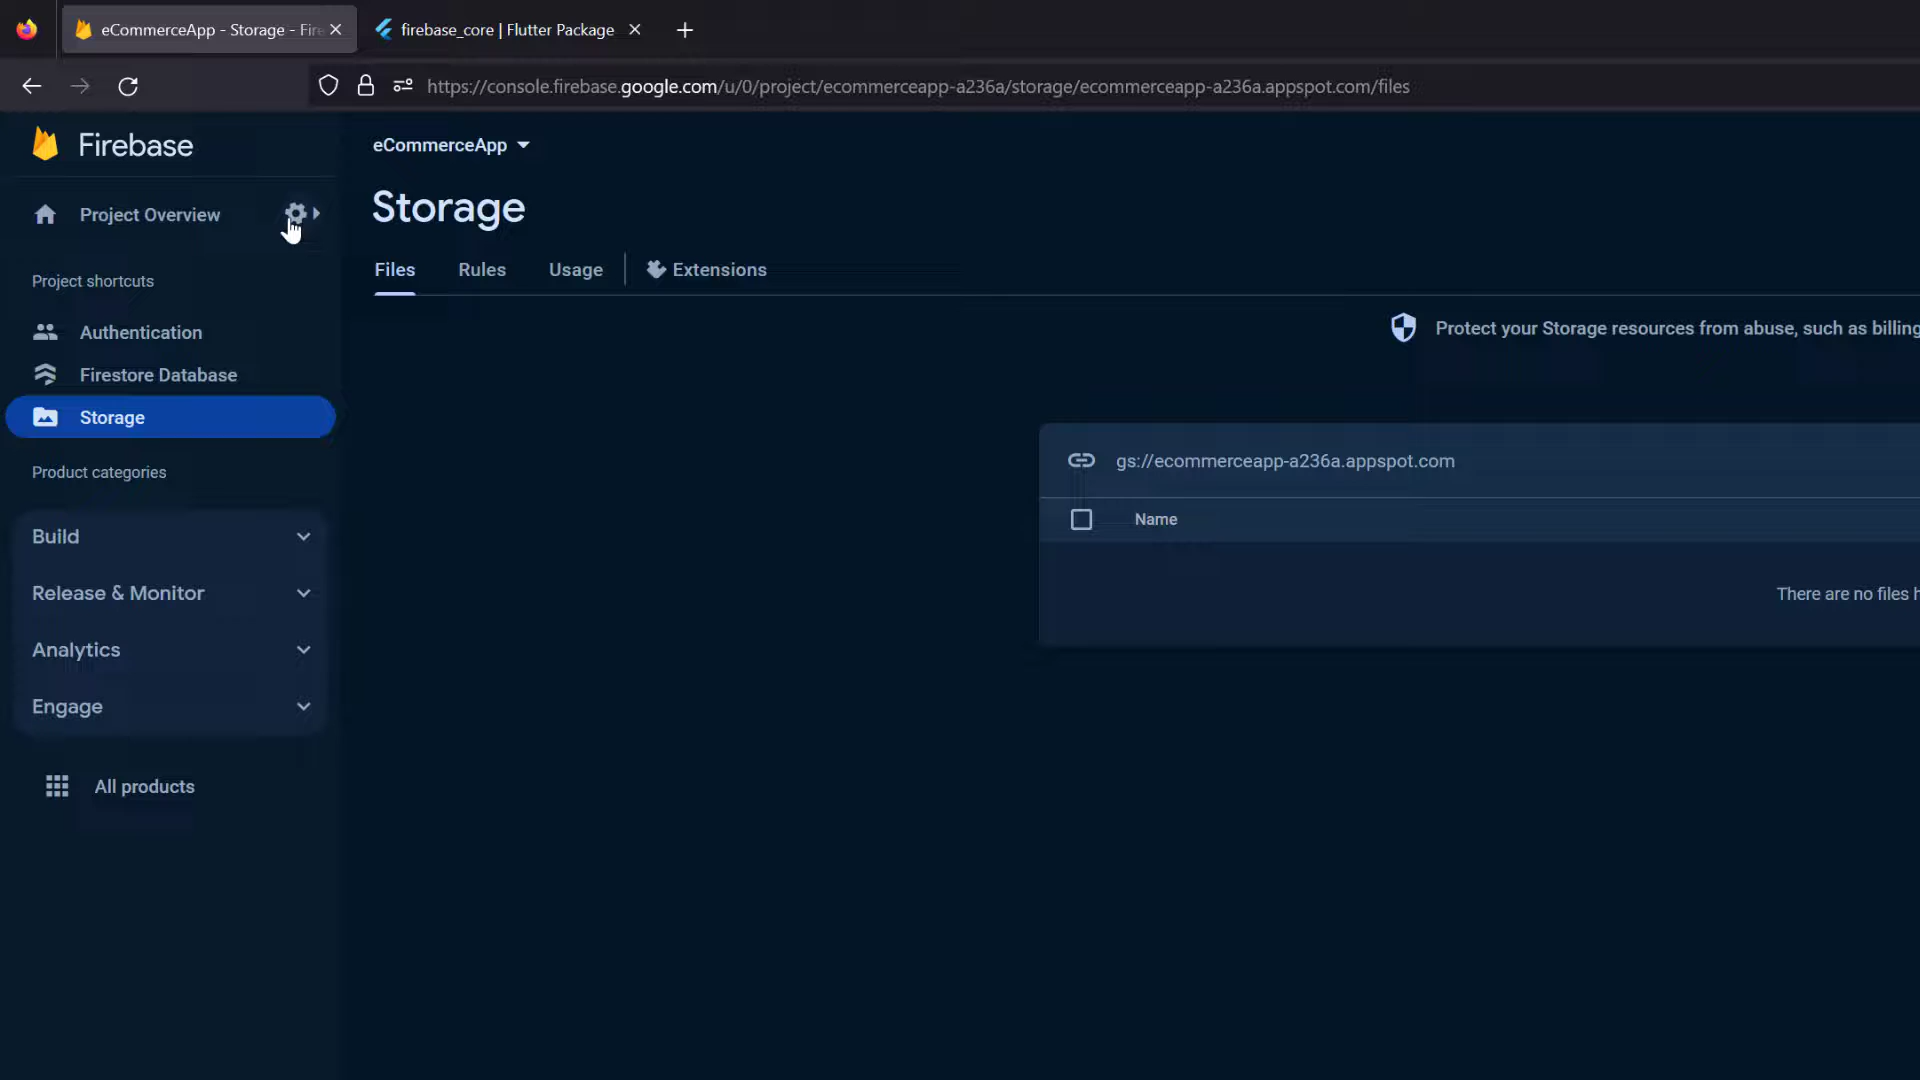 eCommerceApp - Storage - Fire
firebase_core | Flutter Package
https://console.firebase.google.com/u/0/project/ecommerceapp-a236a/storage/ecommerceapp-a236a.appspot.com/files
Firebase
Project Overview
Project shortcuts
Authentication
Firestore Database
Storage
Product categories
Build
Release & Monitor
Analytics
Engage
All products
eCommerceApp
Storage
Files
Rules
Usage
Extensions
Protect your Storage resources from abuse, such as billing
gs://ecommerceapp-a236a.appspot.com
Name
There are no files h